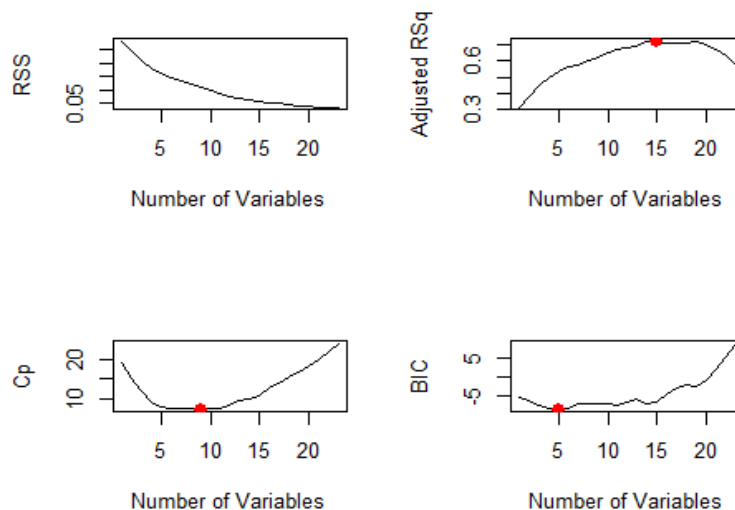 RSS
0.05
5 10 15 20
Number of Variables
Adjusted RSq
0.3 0.6
5 10 15 20
Number of Variables
Cp
10 20
5 10 15 20
Number of Variables
BIC
-5 5
5 10 15 20
Number of Variables